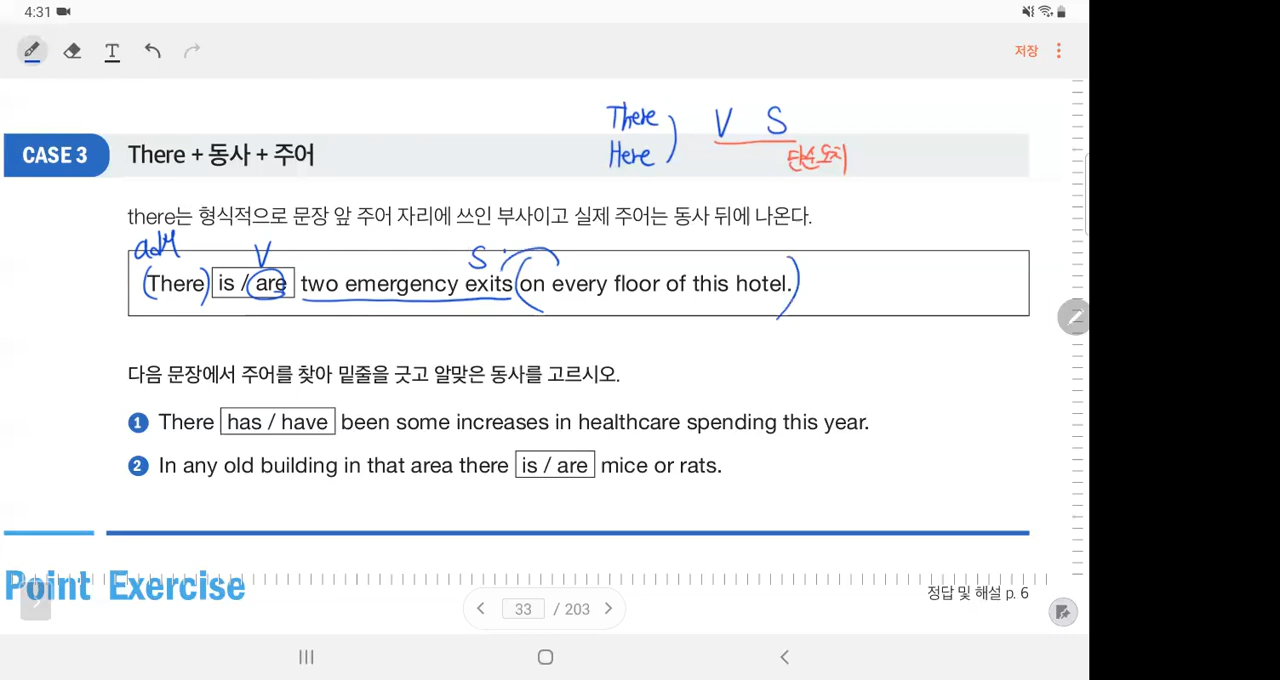 4:31
저장
There V S
Here 단순도치
CASE 3 There + 동사 + 주어
there는 형식적으로 문장 앞 주어 자리에 쓰인 부사이고 실제 주어는 동사 뒤에 나온다.
V S
(There) is / are two emergency exits (on every floor of this hotel.)
다음 문장에서 주어를 찾아 밑줄을 긋고 알맞은 동사를 고르시오.
1 There has / have been some increases in healthcare spending this year.
2 In any old building in that area there is / are mice or rats.
Point Exercise
정답 및 해설 p. 6
33 / 203